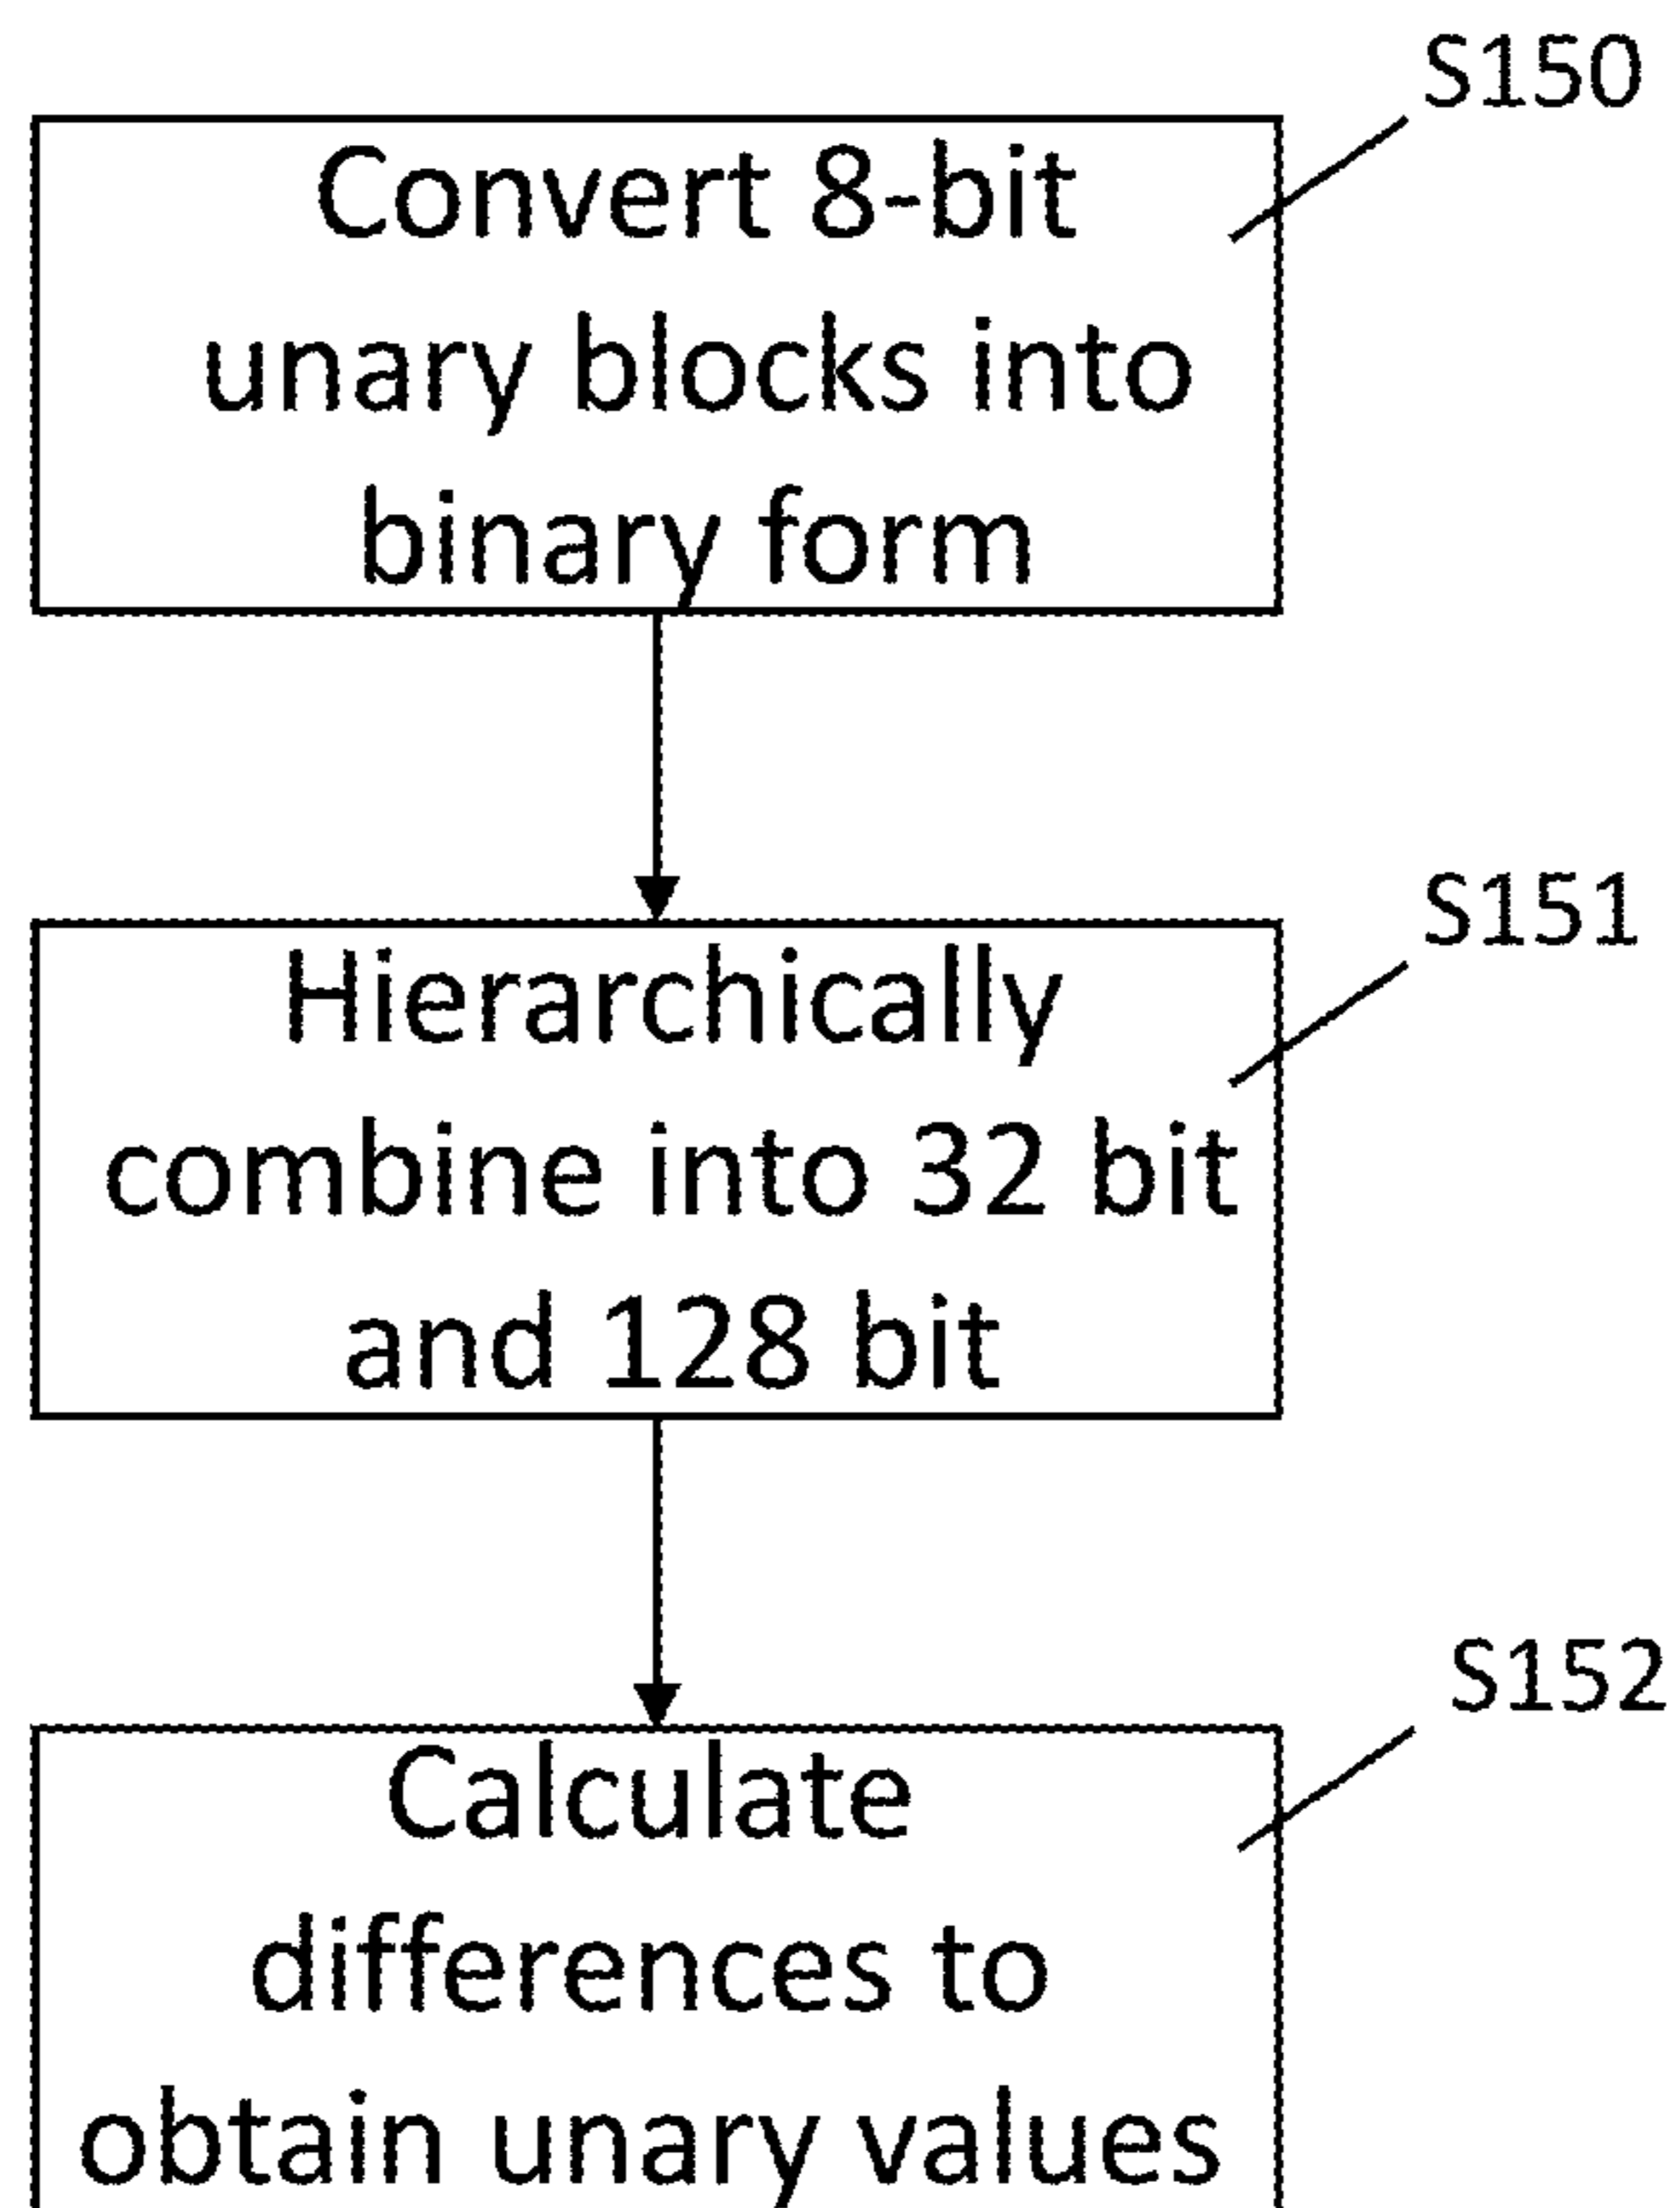 S150
Convert 8-bit
unary blocks into
binary form
S151
Hierarchically
combine into 32 bit
and 128 bit
S152
Calculate
differences to
obtain unary values